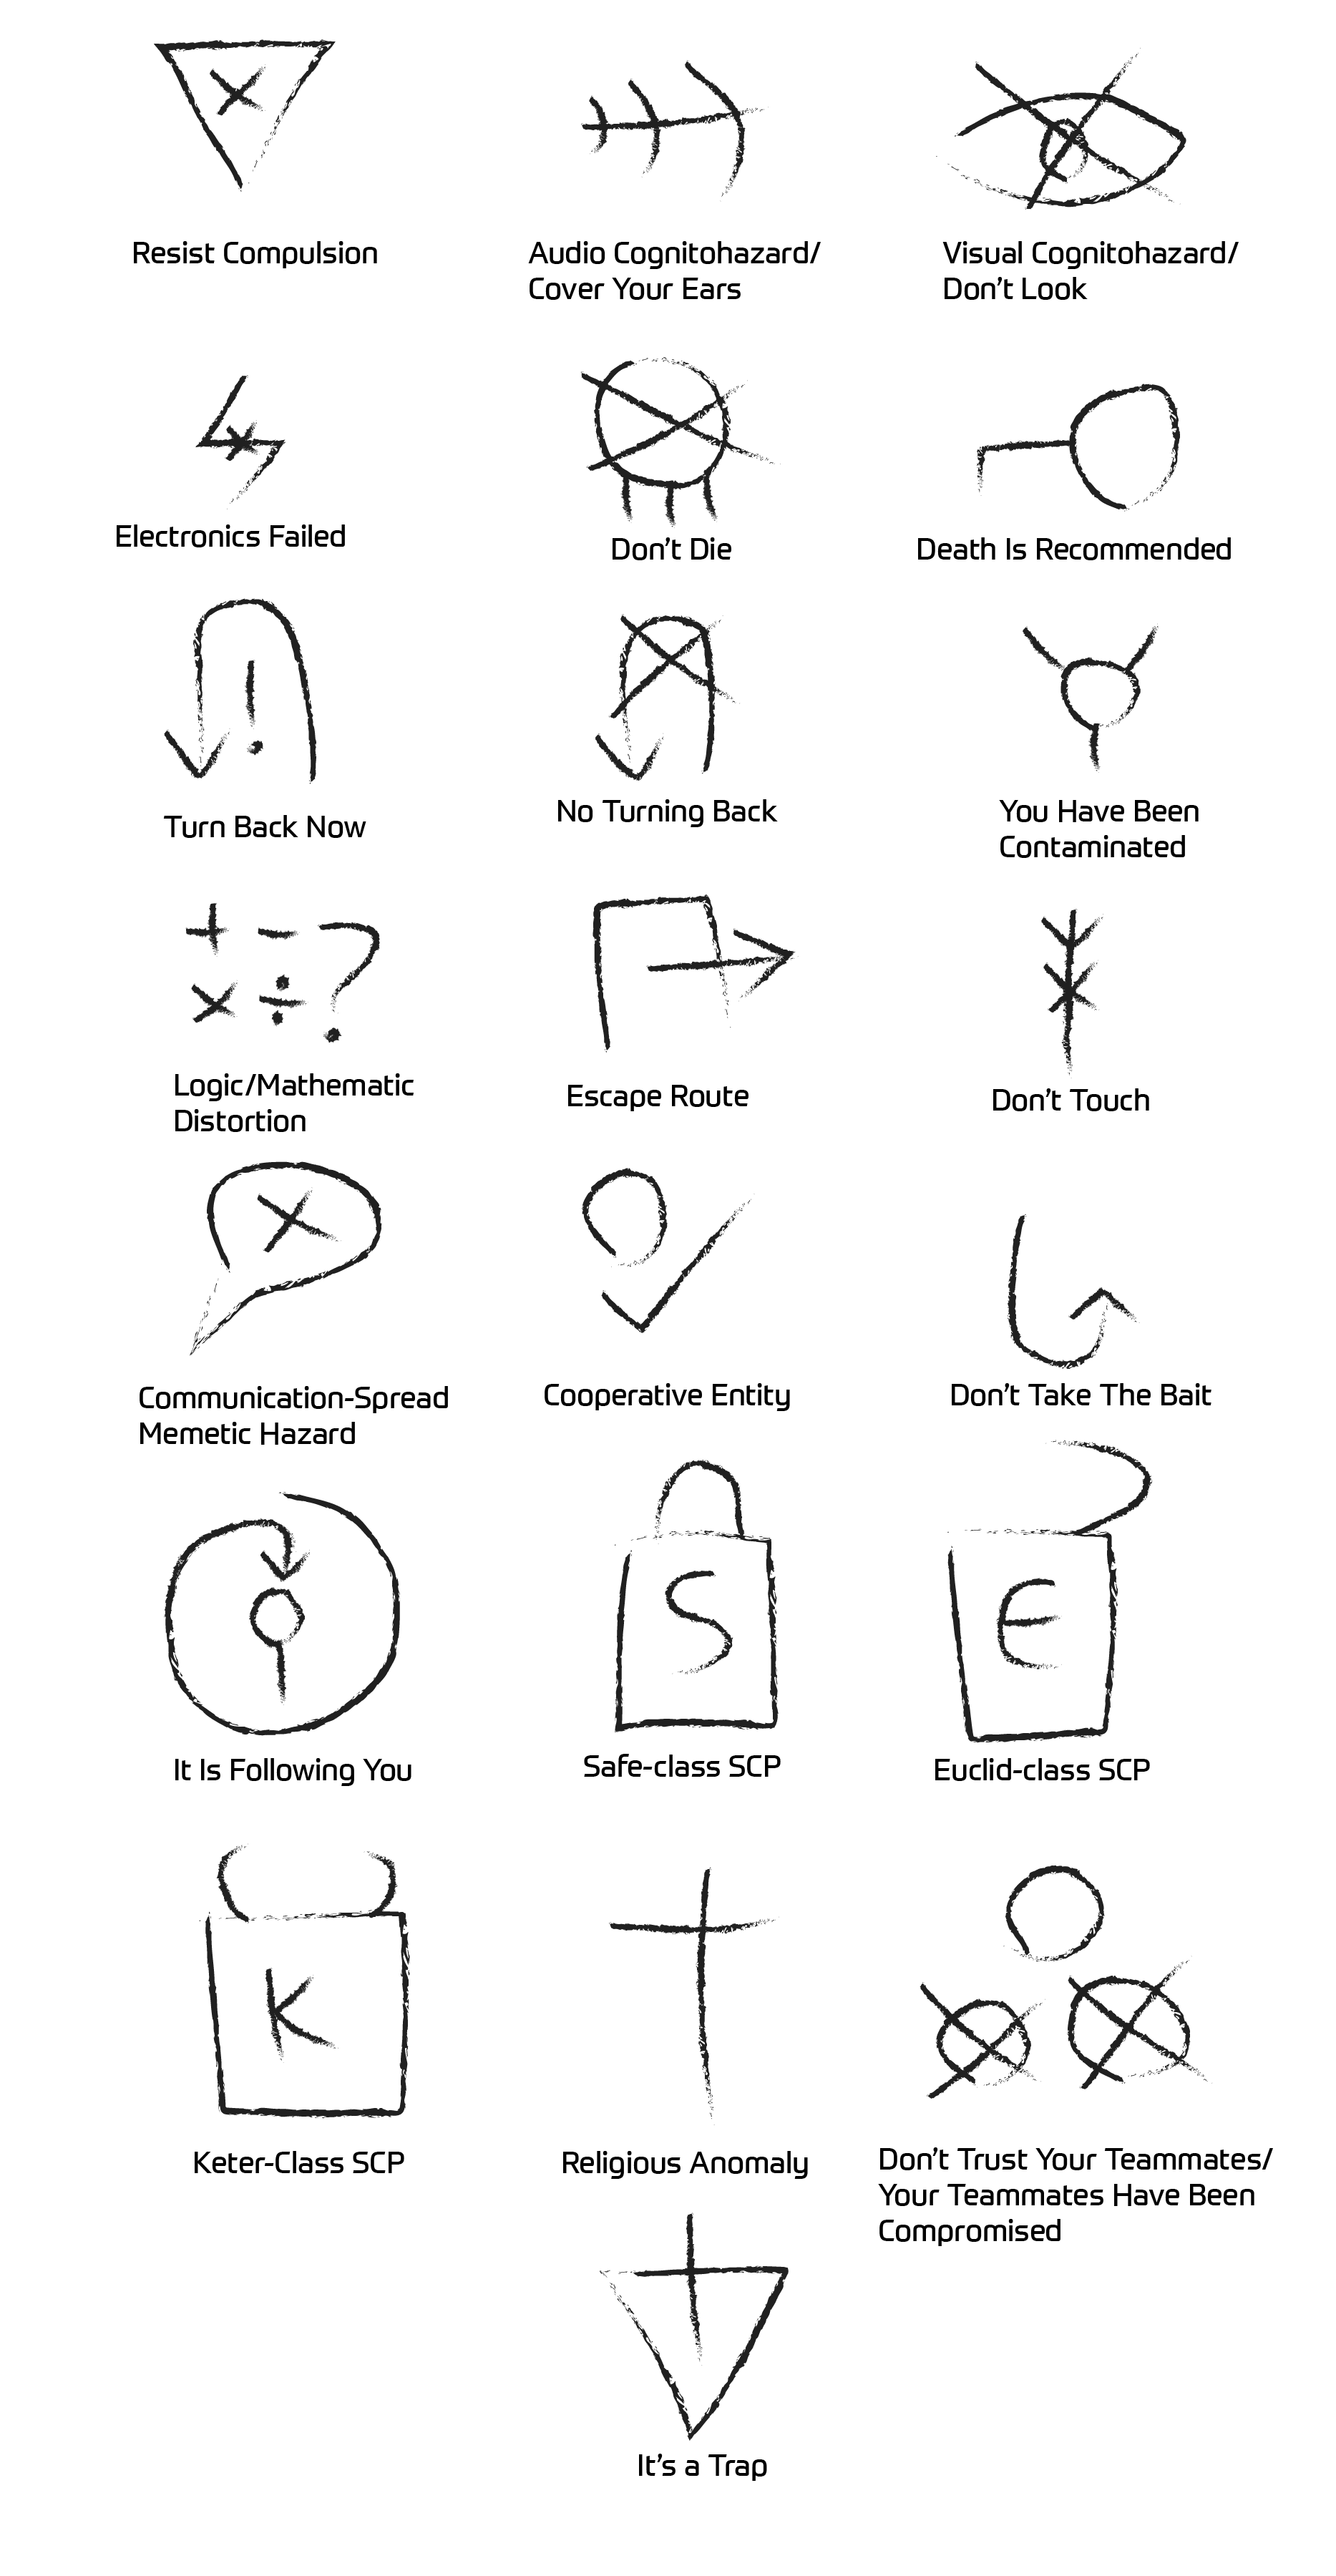 Resist Compulsion
Audio Cognitohazard/
Cover Your Ears
Visual Cognitohazard/
Don't Look
Electronics Failed
Don't Die
Death Is Recommended
Turn Back Now
No Turning Back
You Have Been
Contaminated
+ - ?
× ÷
Logic/Mathematic
Distortion
Escape Route
Don't Touch
Communication-Spread
Memetic Hazard
Cooperative Entity
Don't Take The Bait
It Is Following You
S
Safe-class SCP
E
Euclid-class SCP
K
Keter-Class SCP
Religious Anomaly
Don't Trust Your Teammates/
Your Teammates Have Been
Compromised
It's a Trap